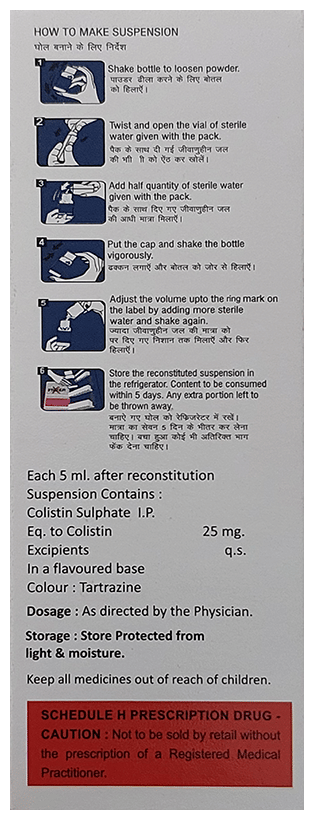 HOW TO MAKE SUSPENSION
घोल बनाने के लिए निर्देश
1
Shake bottle to loosen powder.
पाउडर ढीला करने के लिए बोतल
को हिलाएँ।
2
Twist and open the vial of sterile
water given with the pack.
पैक के साथ दी गई जीवाणुहीन जल
की को ऐंठ कर खोलें।
3
Add half quantity of sterile water
given with the pack.
पैक के साथ दिए गए जीवाणुहीन जल
की आधी मात्रा मिलाएँ।
4
Put the cap and shake the bottle
vigorously.
ढक्कन लगाएँ और बोतल को जोर से हिलाएँ।
5
Adjust the volume upto the ring mark on
the label by adding more sterile
water and shake again.
ज्यादा जीवाणुहीन जल की मात्रा को
पर दिए गए निशान तक मिलाएँ और फिर
हिलाएँ।
6
Store the reconstituted suspension in
the refrigerator. Content to be consumed
within 5 days. Any extra portion left to
be thrown away.
बनाऐ गए घोल को रेफ्रिजरेटर में रखें।
मात्रा का सेवन 5 दिन के भीतर कर लेना
चाहिए। बचा हुआ कोई भी अतिरिक्त भाग
फेंक देना चाहिए।
Each 5 ml. after reconstitution
Suspension Contains :
Colistin Sulphate I.P.
Eq. to Colistin 25 mg.
Excipients q.s.
In a flavoured base
Colour : Tartrazine
Dosage : As directed by the Physician.
Storage : Store Protected from
light & moisture.
Keep all medicines out of reach of children.
SCHEDULE H PRESCRIPTION DRUG -
CAUTION : Not to be sold by retail without
the prescription of a Registered Medical
Practitioner.